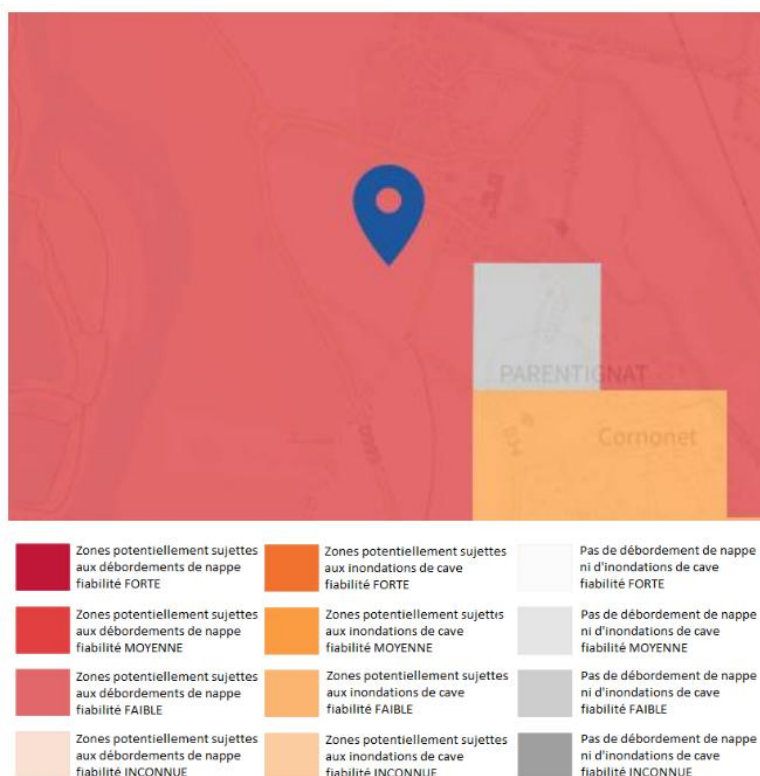 PARENTIGNAT
Cornonet
Zones potentiellement sujettes
aux débordements de nappe
fiabilité FORTE
Zones potentiellement sujettes
aux inondations de cave
fiabilité FORTE
Pas de débordement de nappe
ni d'inondations de cave
fiabilité FORTE
Zones potentiellement sujettes
aux débordements de nappe
fiabilité MOYENNE
Zones potentiellement sujettes
aux inondations de cave
fiabilité MOYENNE
Pas de débordement de nappe
ni d'inondations de cave
fiabilité MOYENNE
Zones potentiellement sujettes
aux débordements de nappe
fiabilité FAIBLE
Zones potentiellement sujettes
aux inondations de cave
fiabilité FAIBLE
Pas de débordement de nappe
ni d'inondations de cave
fiabilité FAIBLE
Zones potentiellement sujettes
aux débordements de nappe
fiabilité INCONNUE
Zones potentiellement sujettes
aux inondations de cave
fiabilité INCONNUE
Pas de débordement de nappe
ni d'inondations de cave
fiabilité INCONNUE